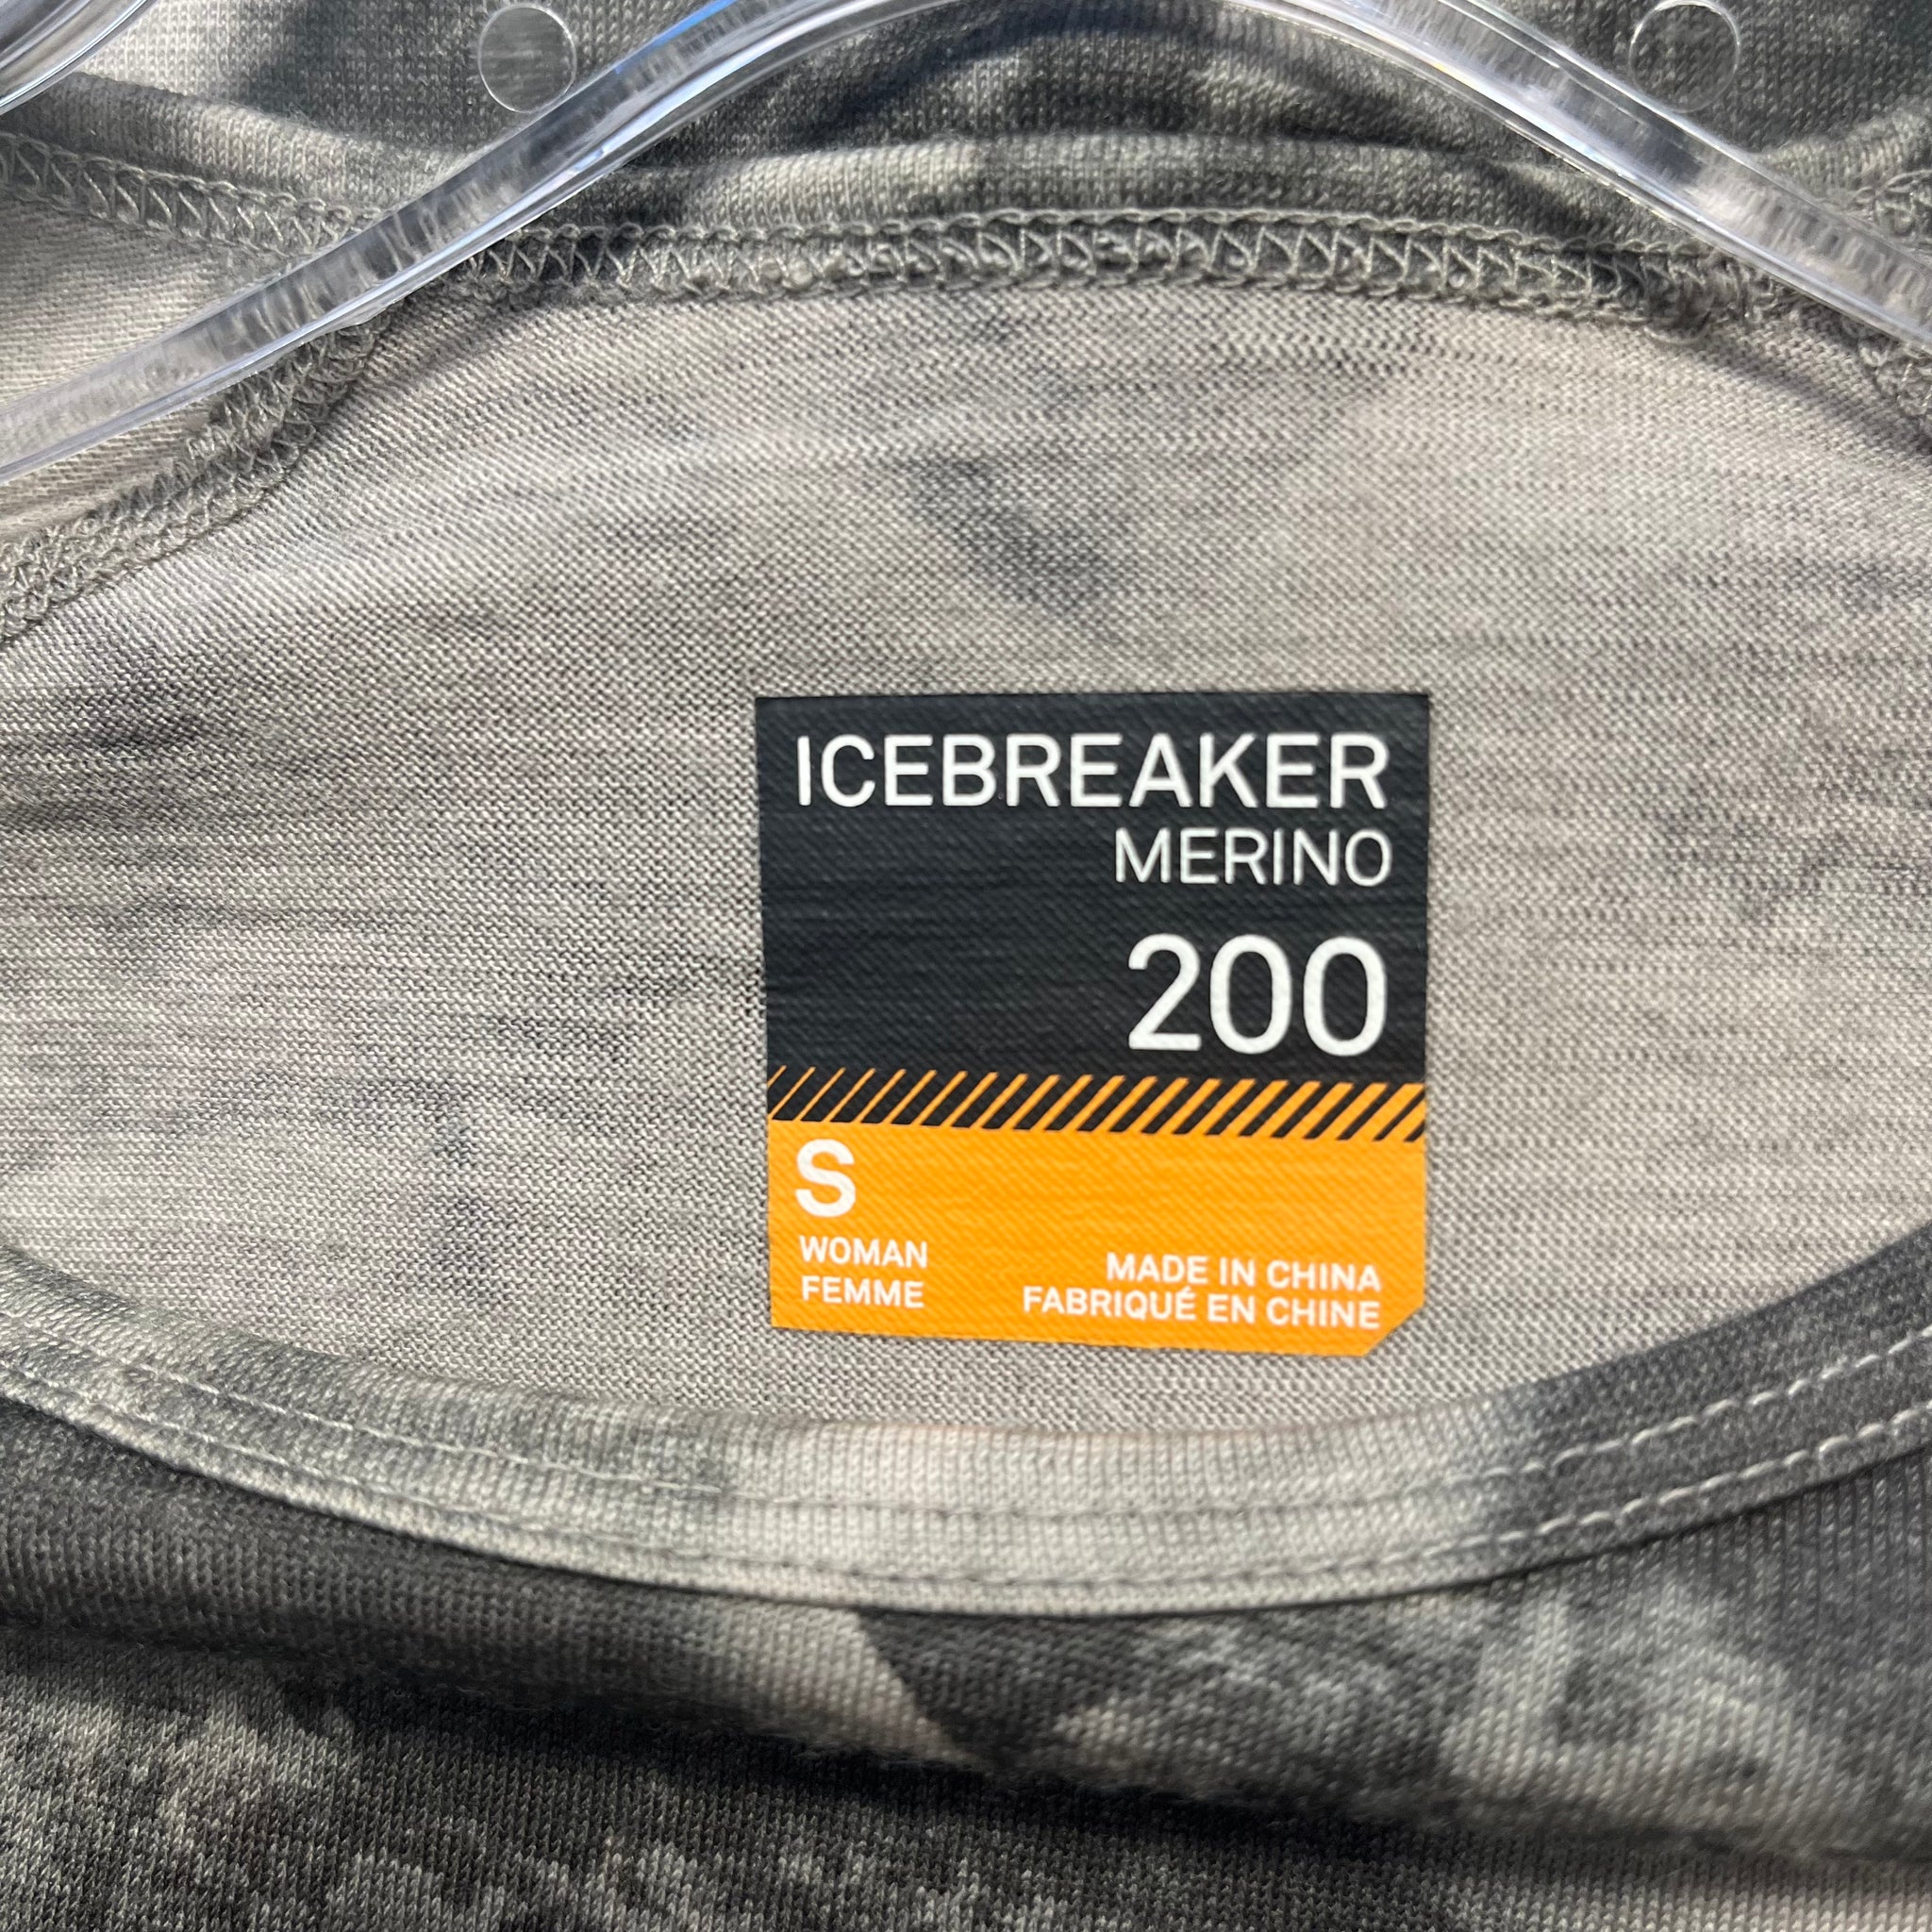 ICEBREAKER
MERINO
200
S
WOMAN
FEMME
MADE IN CHINA
FABRIQUÉ EN CHINE